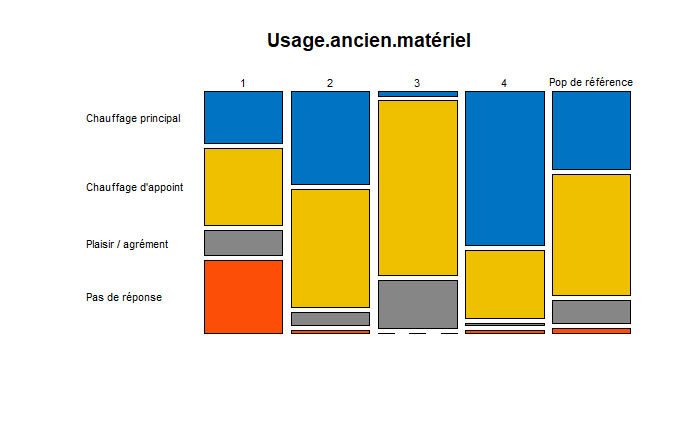 Usage.ancien.matériel
1 2 3 4 Pop de référence
Chauffage principal
Chauffage d'appoint
Plaisir / agrément
Pas de réponse